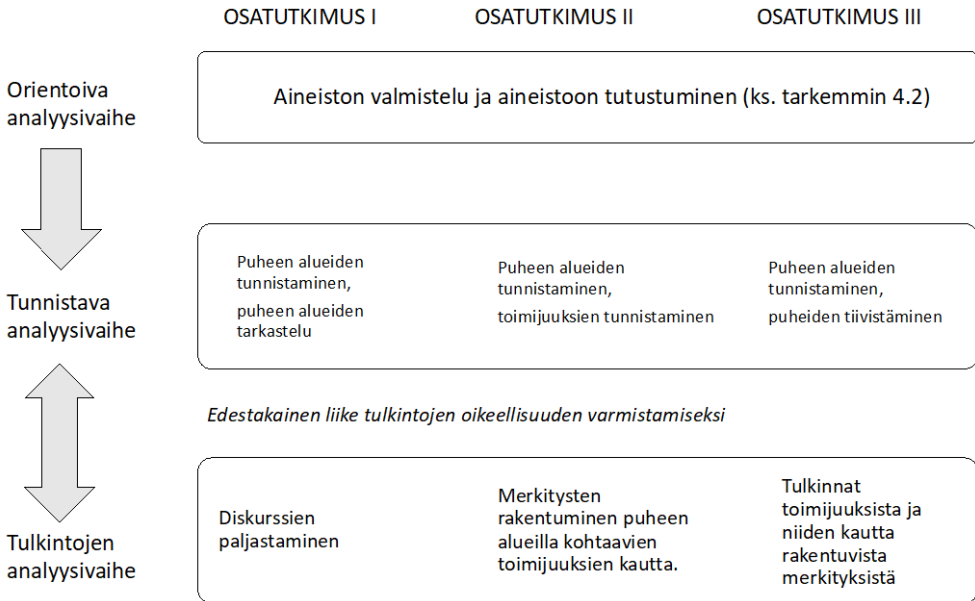 OSATUTKIMUS I
OSATUTKIMUS II
OSATUTKIMUS III
Orientoiva
analyysivaihe
Aineiston valmistelu ja aineistoon tutustuminen (ks. tarkemmin 4.2)
Tunnistava
analyysivaihe
Puheen alueiden
tunnistaminen,
puheen alueiden
tarkastelu
Puheen alueiden
tunnistaminen,
toimijuuksien tunnistaminen
Puheen alueiden
tunnistaminen,
puheiden tiivistäminen
Edestakainen liike tulkintojen oikeellisuuden varmistamiseksi
Tulkintojen
analyysivaihe
Diskurssien
paljastaminen
Merkitysten
rakentuminen puheen
alueilla kohtaavien
toimijuuksien kautta.
Tulkinnat
toimijuuksista ja
niiden kautta
rakentuvista
merkityksistä